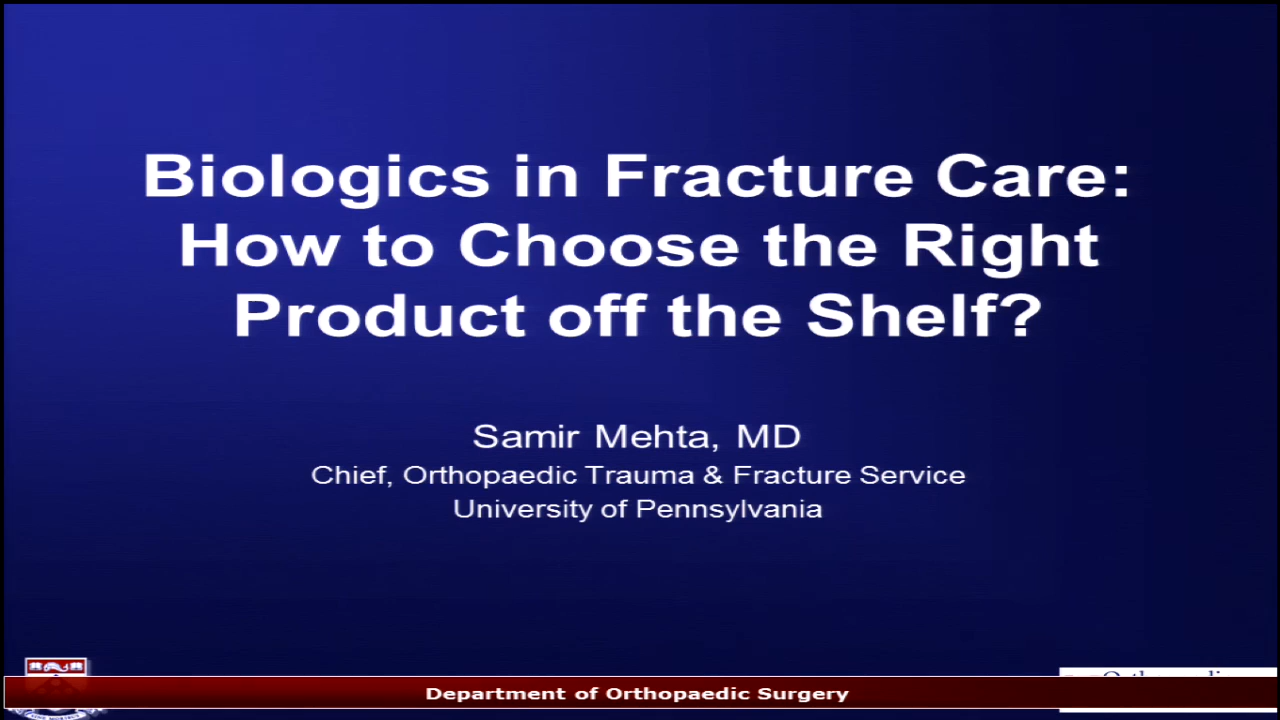 Biologics in Fracture Care:
How to Choose the Right
Product off the Shelf?
Samir Mehta, MD
Chief, Orthopaedic Trauma & Fracture Service
University of Pennsylvania
Department of Orthopaedic Surgery